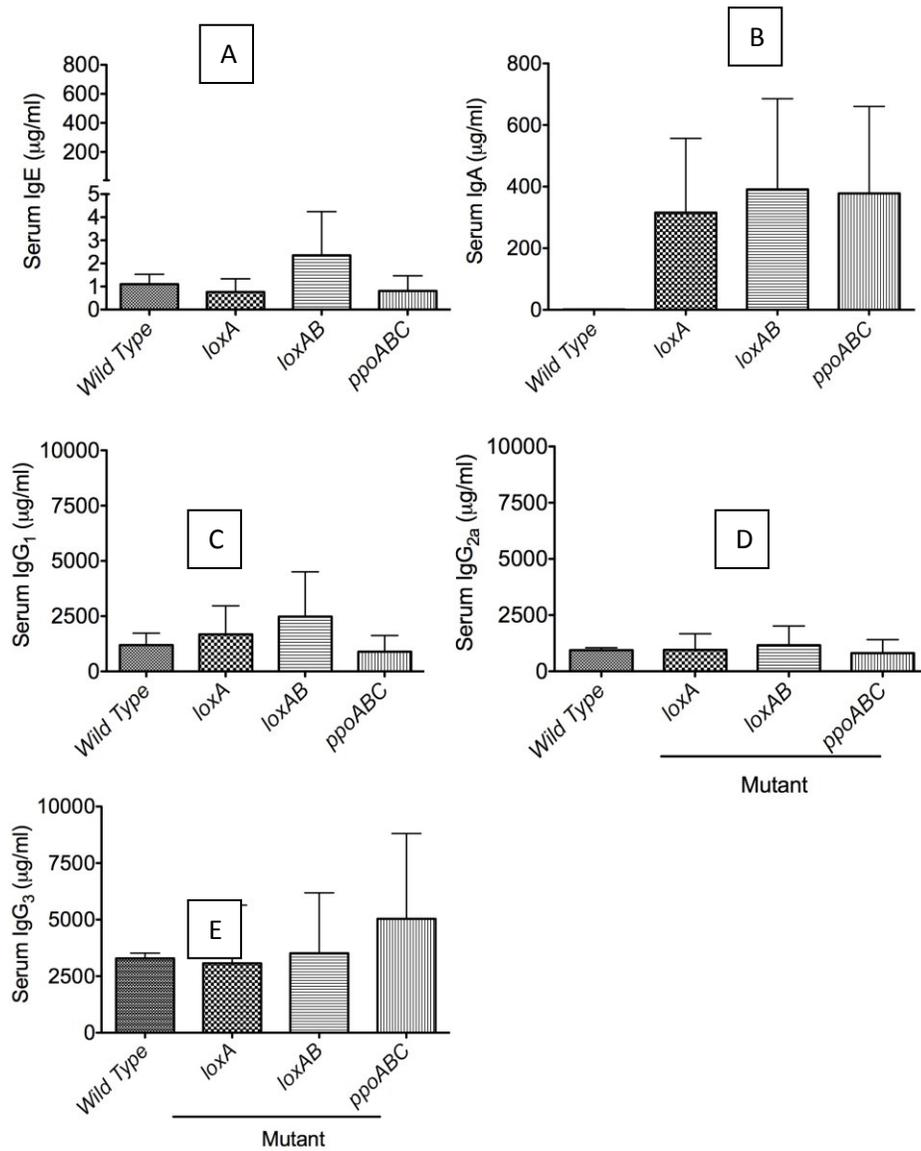 A
Serum IgE (μg/ml)
800
600
400
200
5
4
3
2
1
0
Wild Type
loxA
loxAB
ppoABC
B
Serum IgA (μg/ml)
800
600
400
200
0
Wild Type
loxA
loxAB
ppoABC
C
Serum IgG1 (μg/ml)
10000
7500
5000
2500
0
Wild Type
loxA
loxAB
ppoABC
D
Serum IgG2a (μg/ml)
10000
7500
5000
2500
0
Wild Type
loxA
loxAB
ppoABC
Mutant
E
Serum IgG3 (μg/ml)
10000
7500
5000
2500
0
Wild Type
loxA
loxAB
ppoABC
Mutant